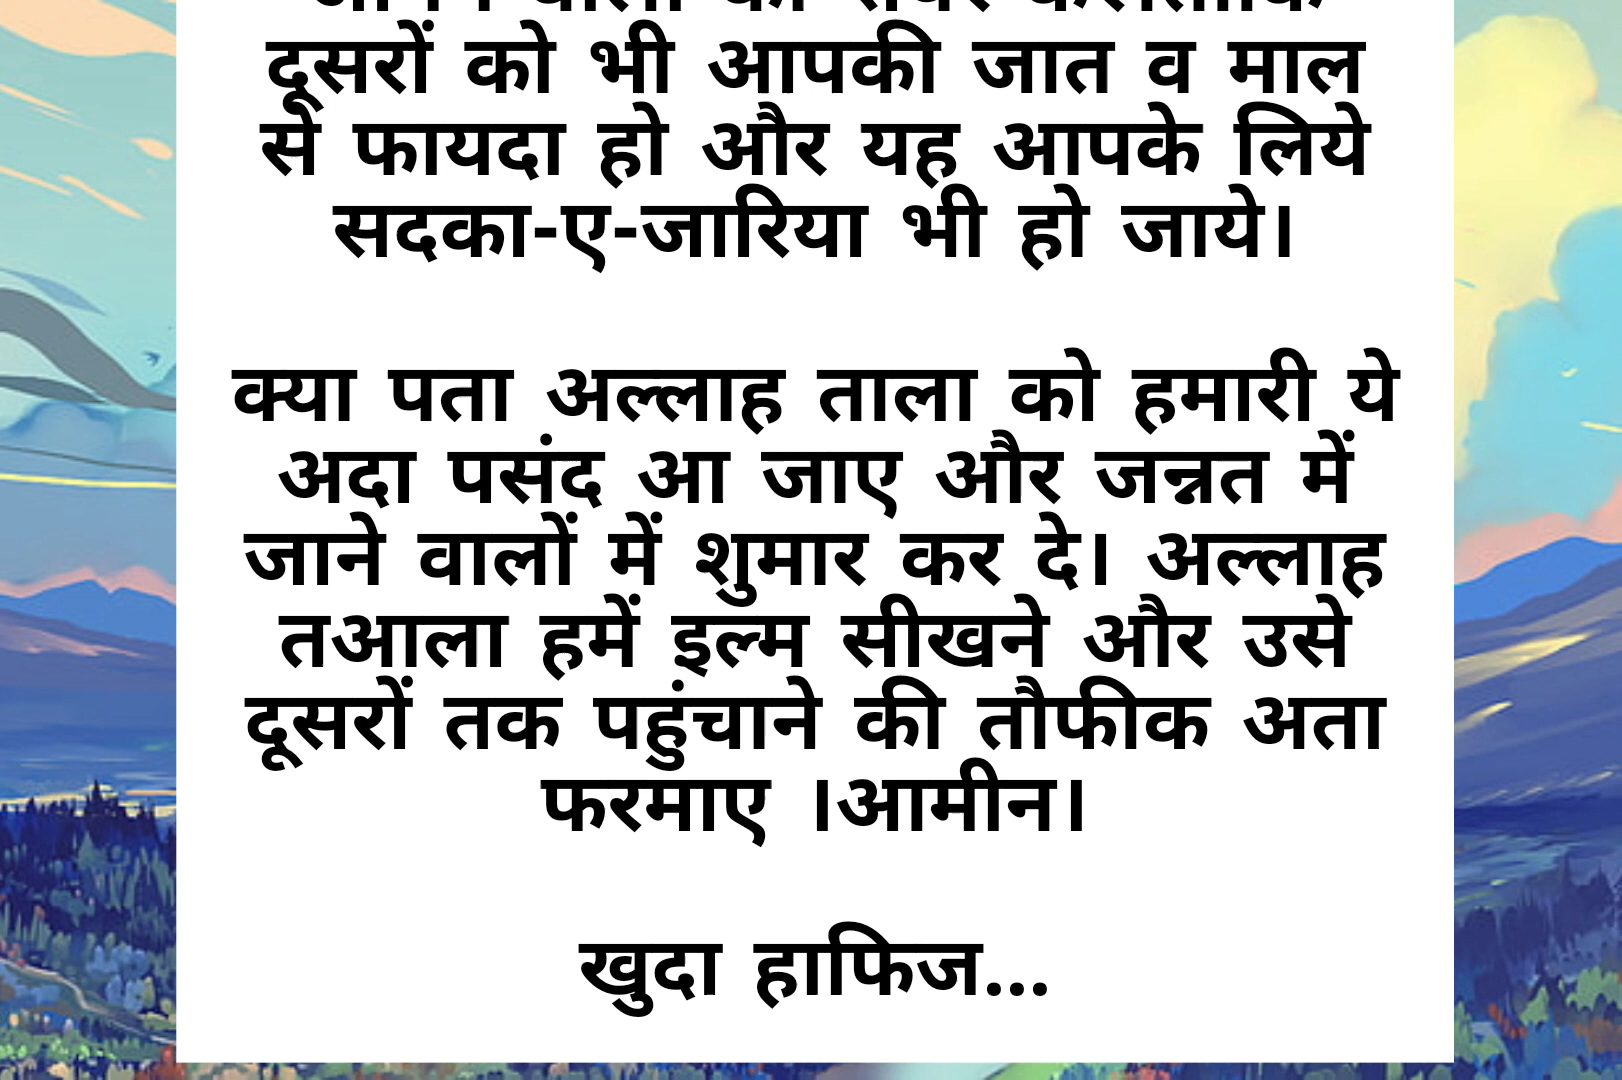 दूसरों को भी आपकी जात व माल
से फायदा हो और यह आपके लिये
सदका-ए-जारिया भी हो जाये।
क्या पता अल्लाह ताला को हमारी ये
अदा पसंद आ जाए और जन्नत में
जाने वालों में शुमार कर दे। अल्लाह
तआला हमें इल्म सीखने और उसे
दूसरों तक पहुंचाने की तौफीक अता
फरमाए ।आमीन।
खुदा हाफिज...